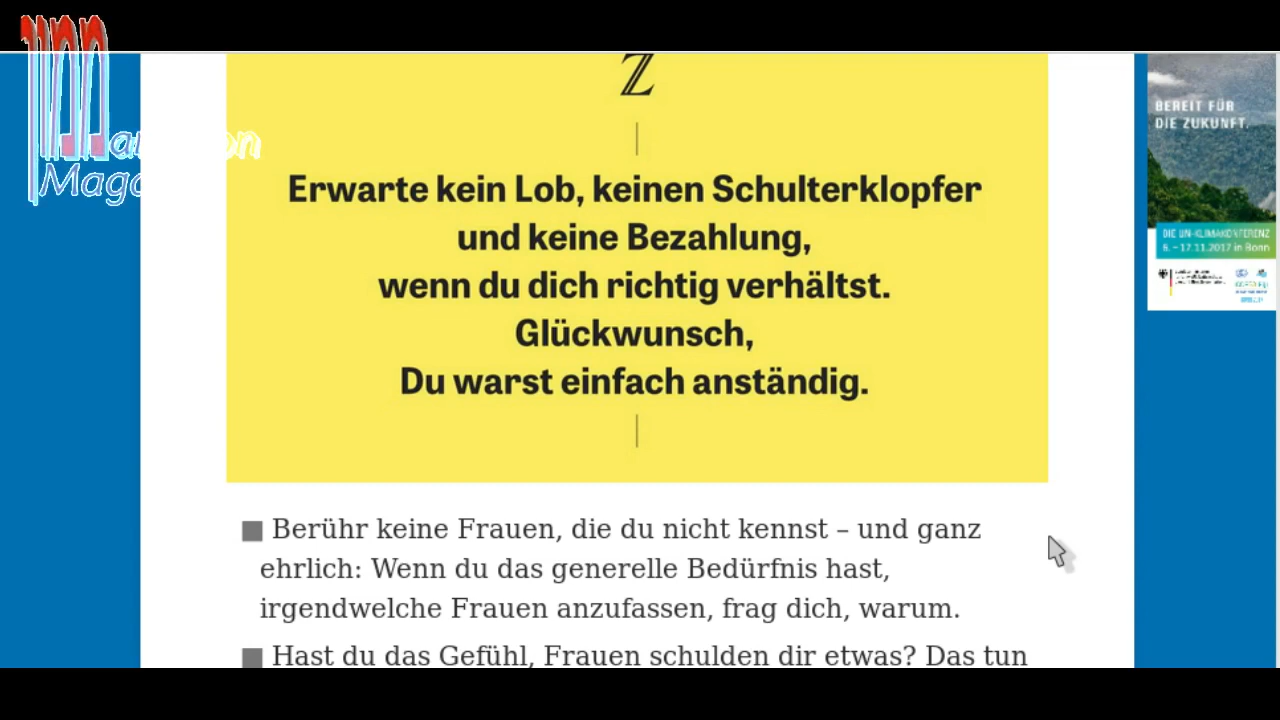 Z
Erwarte kein Lob, keinen Schulterklopfer
und keine Bezahlung,
wenn du dich richtig verhältst.
Glückwunsch,
Du warst einfach anständig.
■ Berühr keine Frauen, die du nicht kennst – und ganz
ehrlich: Wenn du das generelle Bedürfnis hast,
irgendwelche Frauen anzufassen, frag dich, warum.
■ Hast du das Gefühl, Frauen schulden dir etwas? Das tun
BEREIT FÜR
DIE ZUKUNFT.
DIE UN-KLIMAKONFERENZ
6. – 17.11.2017 in Bonn